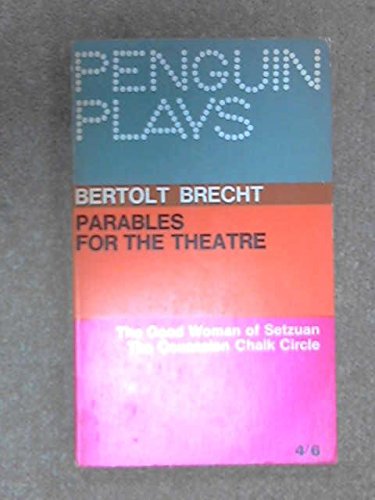 PENGUIN
PLAYS
BERTOLT BRECHT
PARABLES
FOR THE THEATRE
The Good Woman of Setzuan
The Caucasian Chalk Circle
4/6